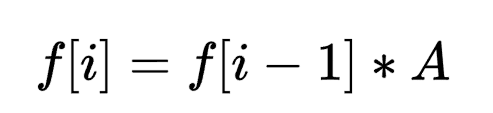 f[i] = f[i − 1] ∗ A